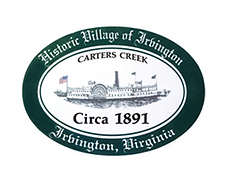 Historic Village of Irvington
CARTERS CREEK
Circa 1891
Irvington, Virginia